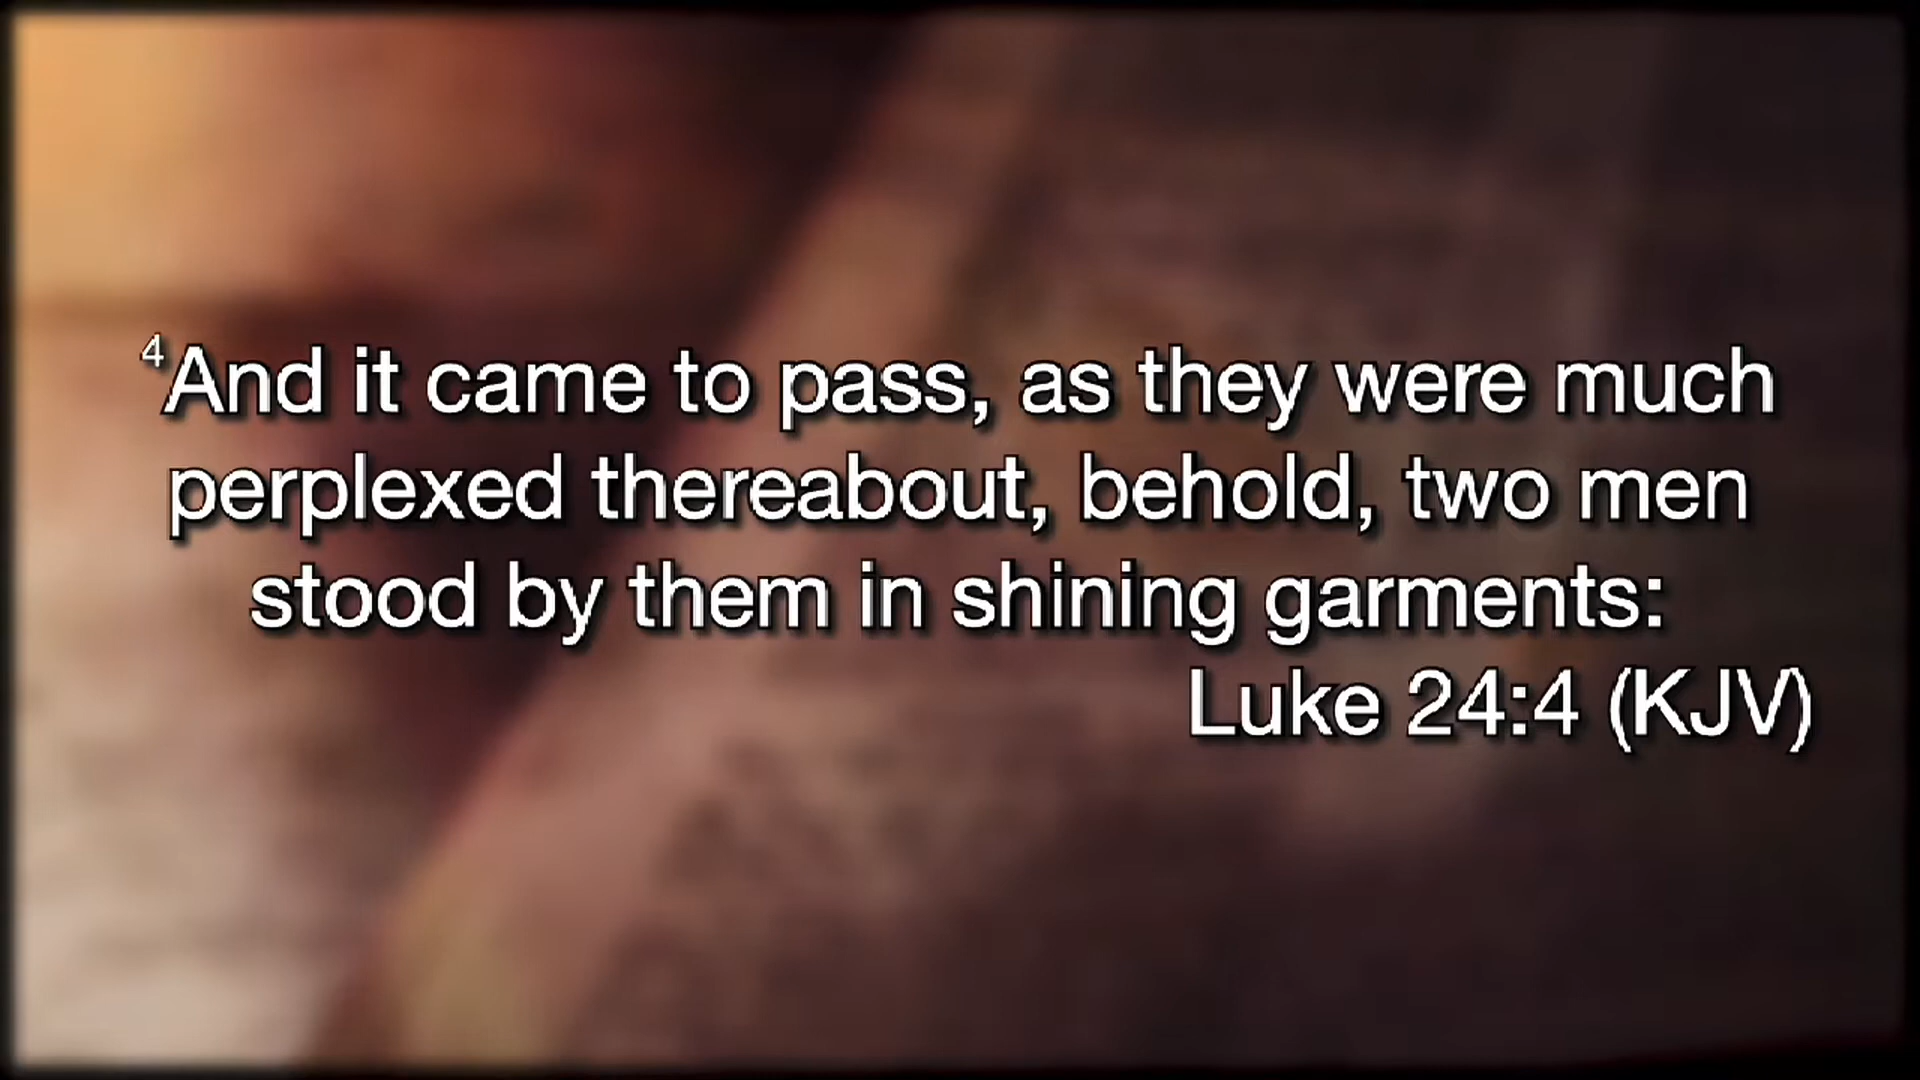 ⁴And it came to pass, as they were much
perplexed thereabout, behold, two men
stood by them in shining garments:
Luke 24:4 (KJV)